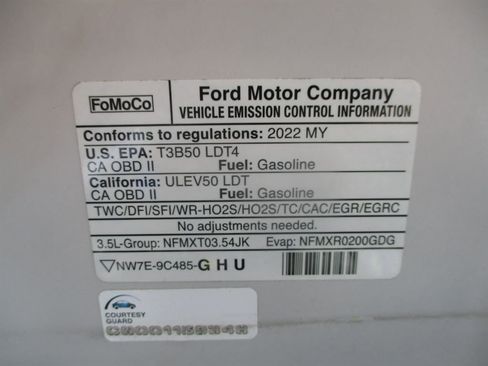 FoMoCo
Ford Motor Company
VEHICLE EMISSION CONTROL INFORMATION
Conforms to regulations: 2022 MY
U.S. EPA: T3B50 LDT4
CA OBD II Fuel: Gasoline
California: ULEV50 LDT
CA OBD II Fuel: Gasoline
TWC/DFI/SFI/WR-HO2S/HO2S/TC/CAC/EGR/EGRC
No adjustments needed.
3.5L-Group: NFMXT03.54JK Evap: NFMXR0200GDG
NW7E-9C485-GHU
COURTESY
GUARD